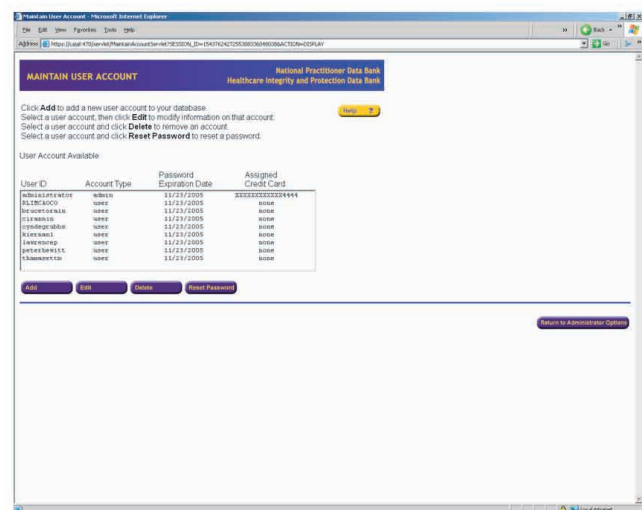 Maintain User Account - Microsoft Internet Explorer
File Edit View Favorites Tools Help
Back
Address
Go
MAINTAIN USER ACCOUNT
National Practitioner Data Bank
Healthcare Integrity and Protection Data Bank
Click Add to add a new user account to your database.
Select a user account, then click Edit to modify information on that account.
Select a user account and click Delete to remove an account.
Select a user account and click Reset Password to reset a password.
Help ?
User Account Available
User ID Account Type Password Expiration Date Assigned Credit Card
administrator admin 11/23/2005 XXXXXXXXXXXX4444
user 11/23/2005 none
brucetorain user 11/23/2005 none
user 11/23/2005 none
cyndegrubbs user 11/23/2005 none
user 11/23/2005 none
lawrencep user 11/23/2005 none
peterhewitt user 11/23/2005 none
user 11/23/2005 none
Add Edit Delete Reset Password
Return to Administrator Options
Local intranet